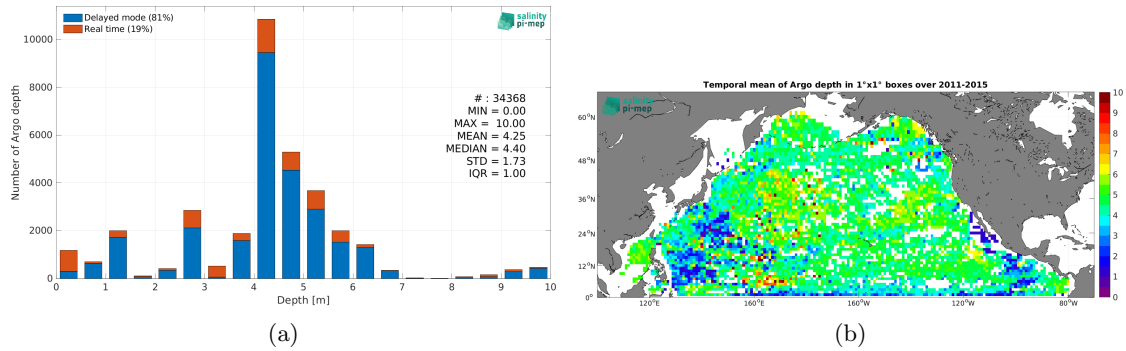 Delayed mode (81%)
Real time (19%)
salinity
pi-mep
10000
8000
6000
4000
2000
0
Number of Argo depth
# : 34368
MIN = 0.00
MAX = 10.00
MEAN = 4.25
MEDIAN = 4.40
STD = 1.73
IQR = 1.00
0 1 2 3 4 5 6 7 8 9 10
Depth [m]
(a)
Temporal mean of Argo depth in 1°x1° boxes over 2011-2015
salinity
pi-mep
60°N
48°N
36°N
24°N
12°N
0°
120°E 160°E 160°W 120°W 80°W
10
9
8
7
6
5
4
3
2
1
0
(b)